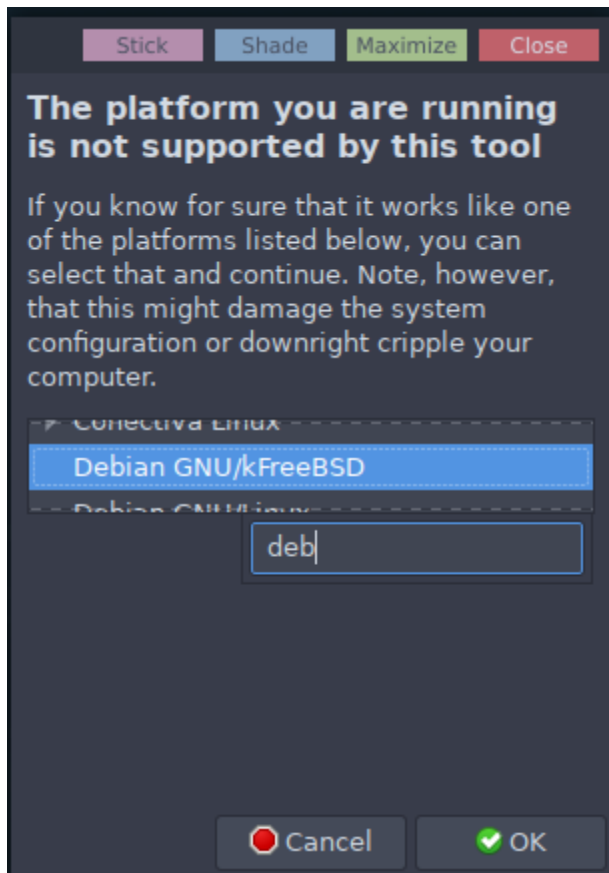 Stick Shade Maximize Close
The platform you are running
is not supported by this tool
If you know for sure that it works like one
of the platforms listed below, you can
select that and continue. Note, however,
that this might damage the system
configuration or downright cripple your
computer.
Conectiva Linux
Debian GNU/kFreeBSD
Debian GNU/Linux
deb
Cancel OK